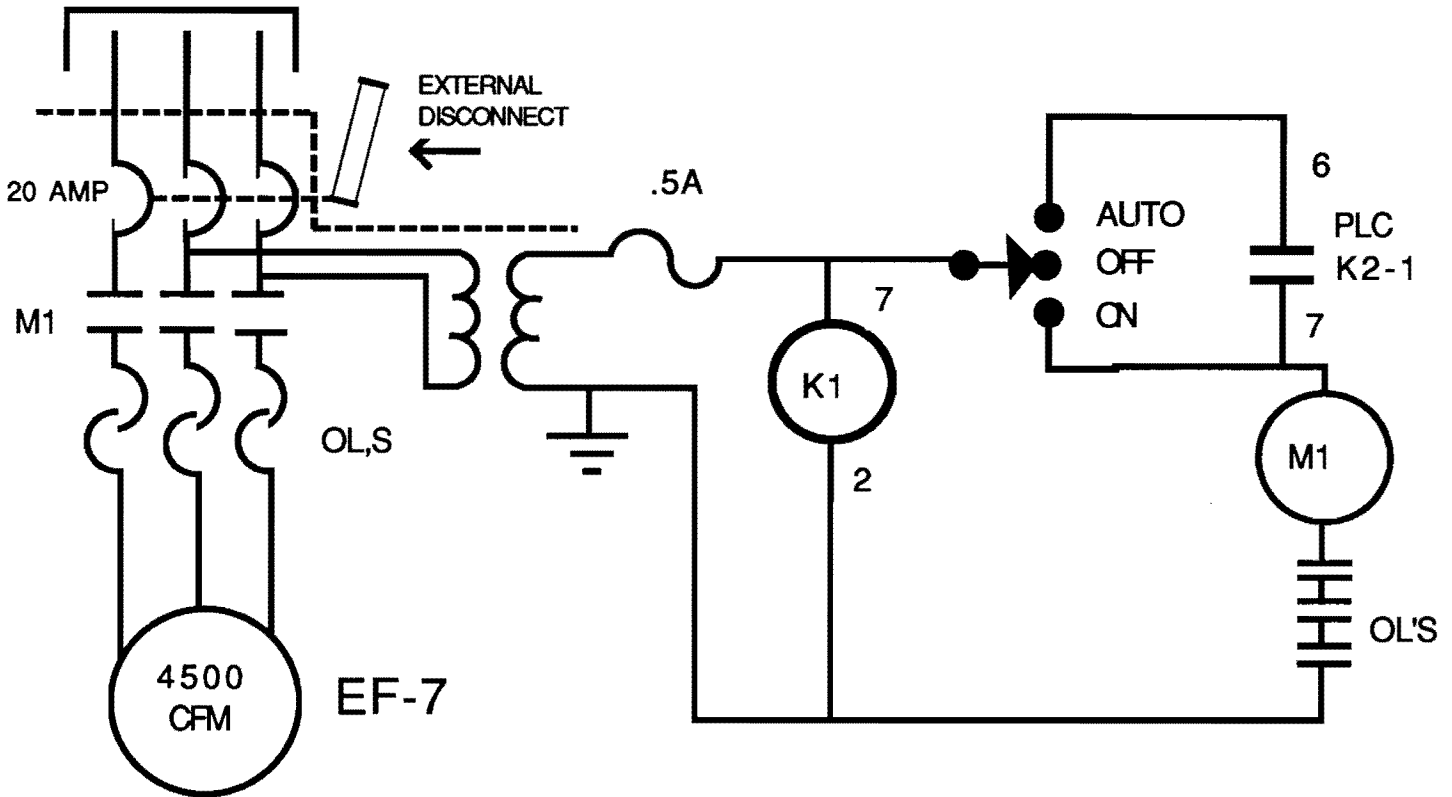 EXTERNAL
DISCONNECT
20 AMP
.5A
AUTO
OFF
ON
6
PLC
K2-1
7
7
M1
K1
M1
2
OL,S
OL'S
4500
CFM
EF-7